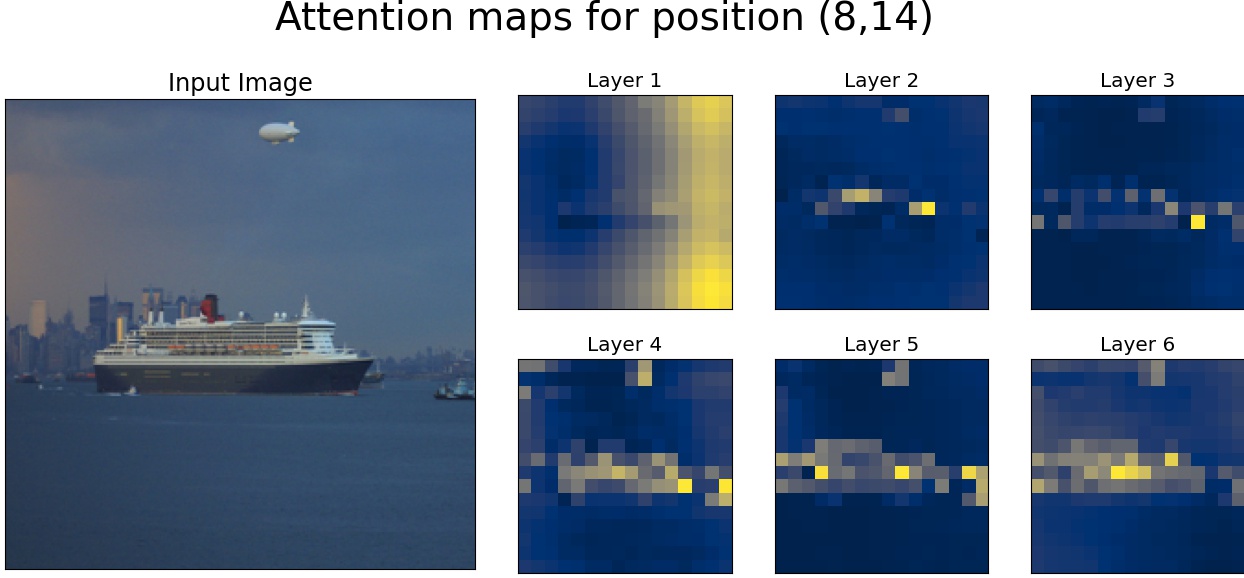 Attention maps for position (8,14)
Input Image
Layer 1
Layer 2
Layer 3
Layer 4
Layer 5
Layer 6